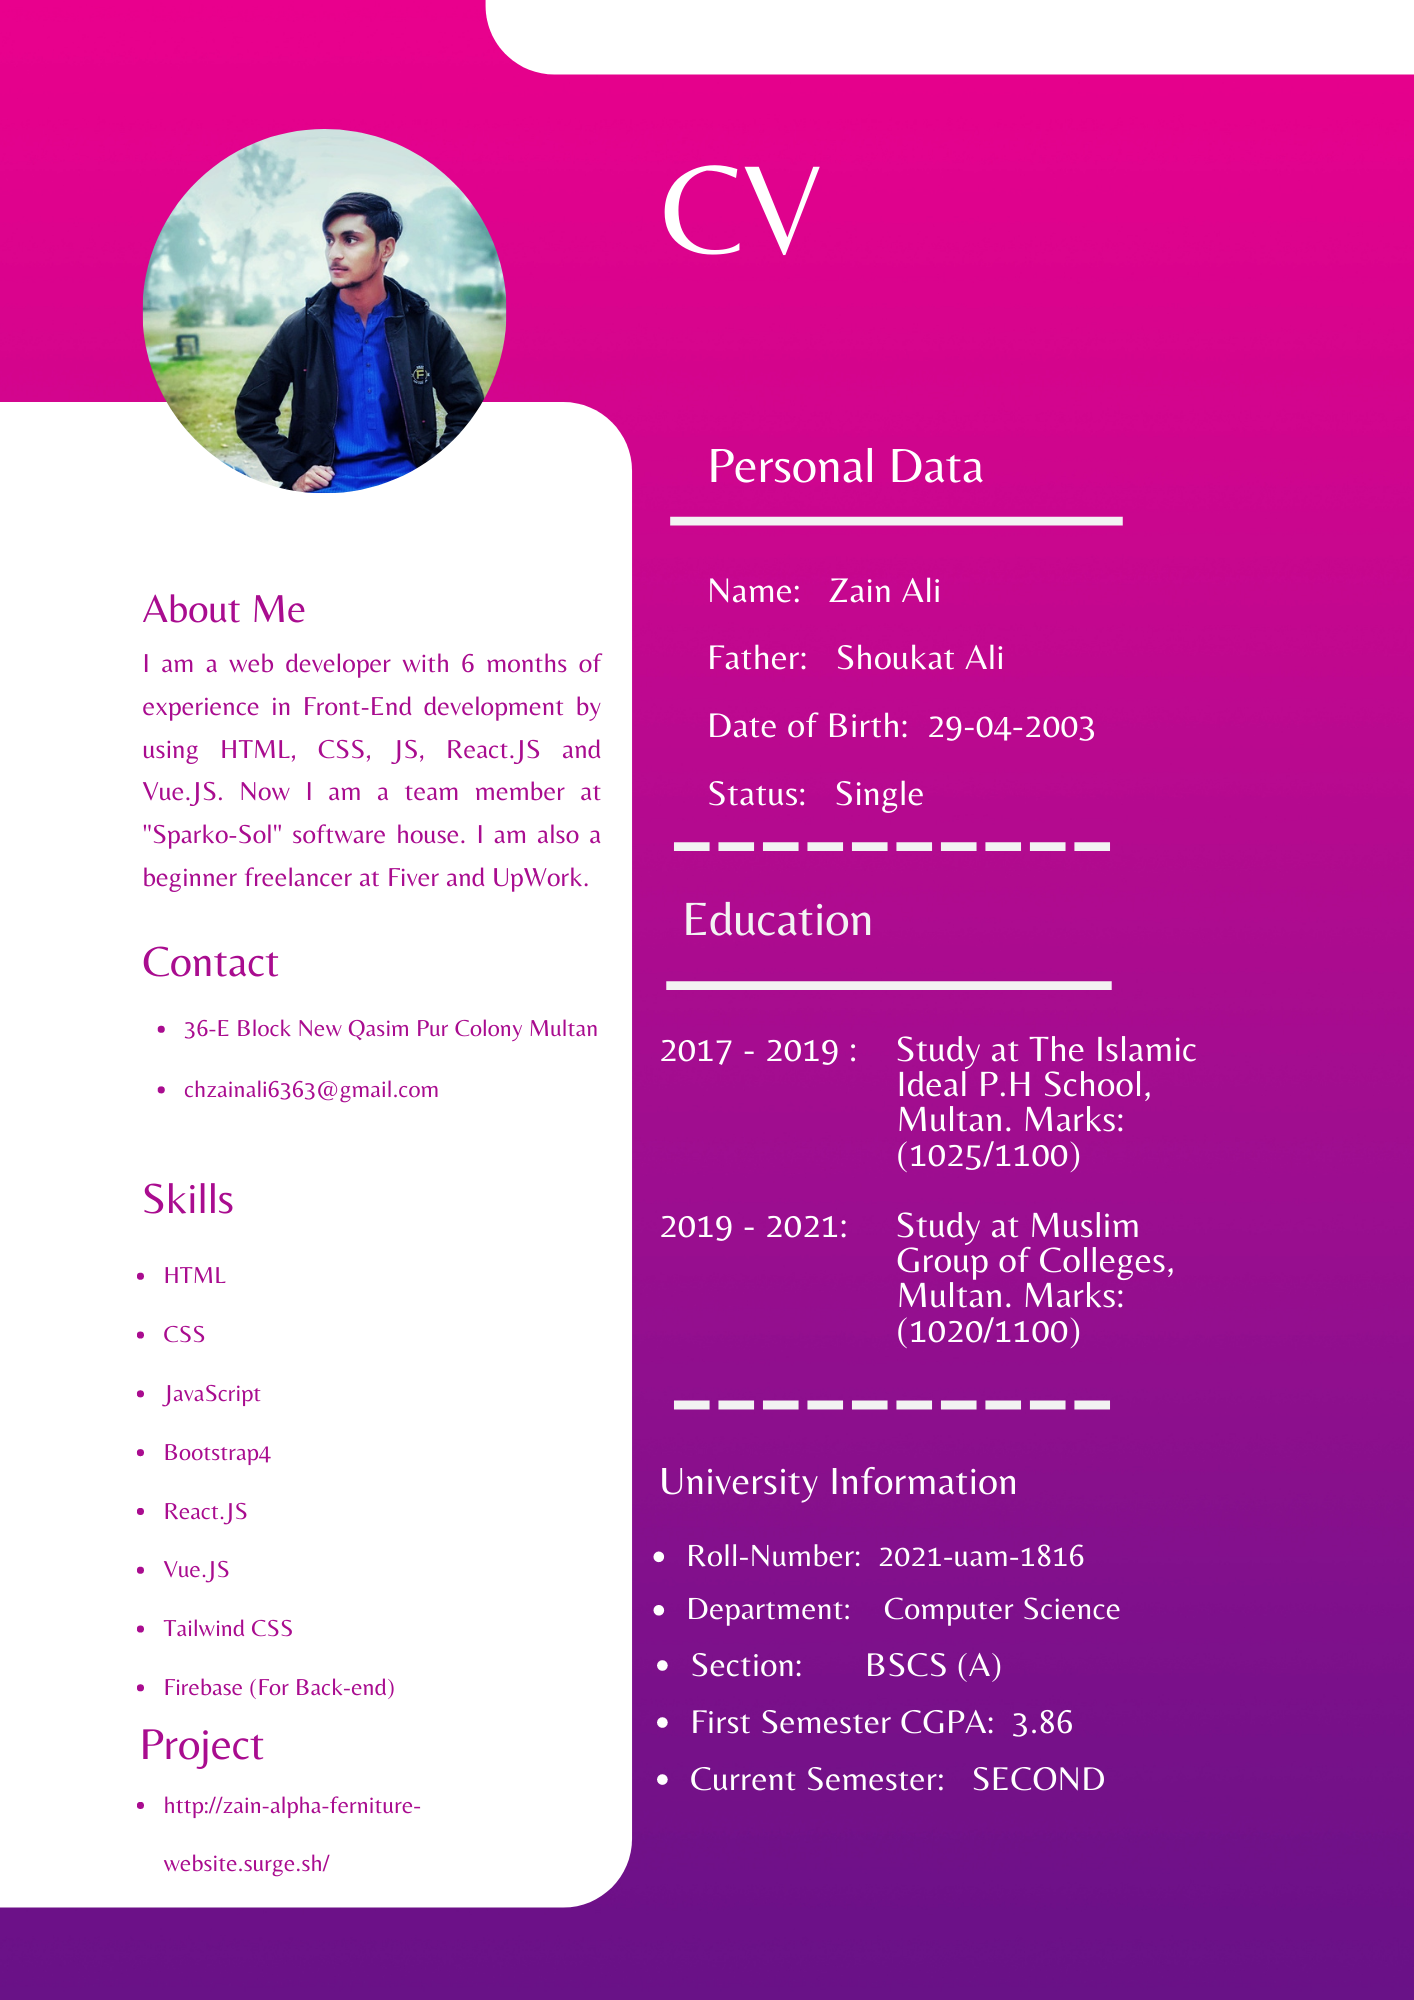 CV
About Me
I am a web developer with 6 months of
experience in Front-End development by
using HTML, CSS, JS, React.JS and
Vue.JS. Now I am a team member at
"Sparko-Sol" software house. I am also a
beginner freelancer at Fiver and UpWork.
Contact
• 36-E Block New Qasim Pur Colony Multan
• chzainali6363@gmail.com
Skills
• HTML
• CSS
• JavaScript
• Bootstrap4
• React.JS
• Vue.JS
• Tailwind CSS
• Firebase (For Back-end)
Project
• http://zain-alpha-ferniture-
website.surge.sh/
Personal Data
Name: Zain Ali
Father: Shoukat Ali
Date of Birth: 29-04-2003
Status: Single
Education
2017 - 2019 : Study at The Islamic
Ideal P.H School,
Multan. Marks:
(1025/1100)
2019 - 2021: Study at Muslim
Group of Colleges,
Multan. Marks:
(1020/1100)
University Information
• Roll-Number: 2021-uam-1816
• Department: Computer Science
• Section: BSCS (A)
• First Semester CGPA: 3.86
• Current Semester: SECOND